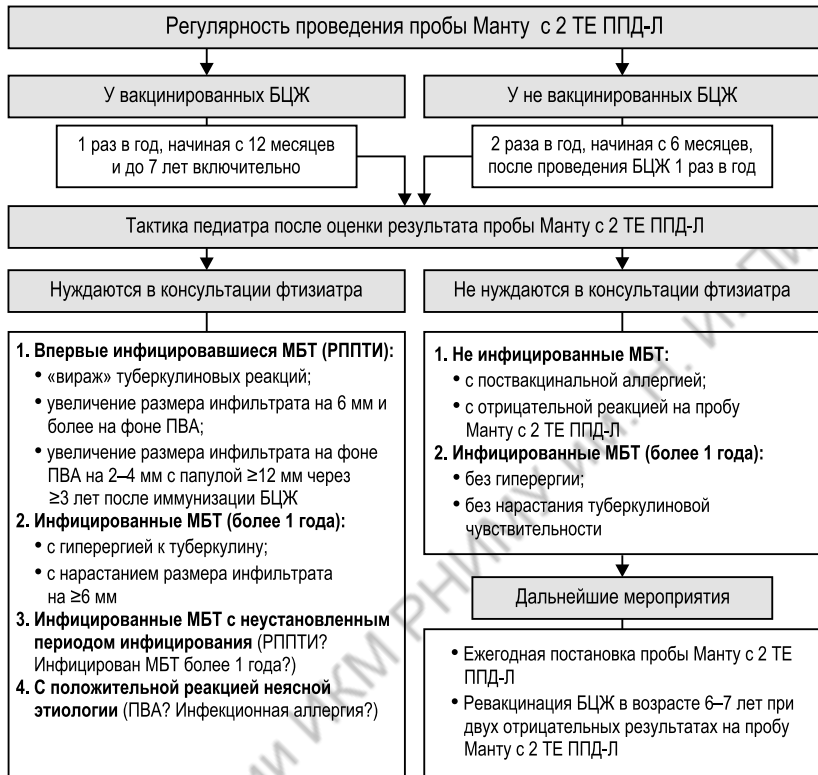 Регулярность проведения пробы Манту с 2 ТЕ ППД-Л
У вакцинированных БЦЖ
У не вакцинированных БЦЖ
1 раз в год, начиная с 12 месяцев
и до 7 лет включительно
2 раза в год, начиная с 6 месяцев,
после проведения БЦЖ 1 раз в год
Тактика педиатра после оценки результата пробы Манту с 2 ТЕ ППД-Л
Нуждаются в консультации фтизиатра
1. Впервые инфицировавшиеся МБТ (РППТИ):
• «вираж» туберкулиновых реакций;
• увеличение размера инфильтрата на 6 мм и
более на фоне ПВА;
• увеличение размера инфильтрата на фоне
ПВА на 2–4 мм с папулой ≥12 мм через
≥3 лет после иммунизации БЦЖ
2. Инфицированные МБТ (более 1 года):
• с гиперергией к туберкулину;
• с нарастанием размера инфильтрата
на ≥6 мм
3. Инфицированные МБТ с неустановленным
периодом инфицирования (РППТИ?
Инфицирован МБТ более 1 года?)
4. С положительной реакцией неясной
этиологии (ПВА? Инфекционная аллергия?)
Не нуждаются в консультации фтизиатра
1. Не инфицированные МБТ:
• с поствакцинальной аллергией;
• с отрицательной реакцией на пробу
Манту с 2 ТЕ ППД-Л
2. Инфицированные МБТ (более 1 года):
• без гиперергии;
• без нарастания туберкулиновой
чувствительности
Дальнейшие мероприятия
• Ежегодная постановка пробы Манту с 2 ТЕ
ППД-Л
• Ревакцинация БЦЖ в возрасте 6–7 лет при
двух отрицательных результатах на пробу
Манту с 2 ТЕ ППД-Л
ИКМ РНИМУ им. Н. И.